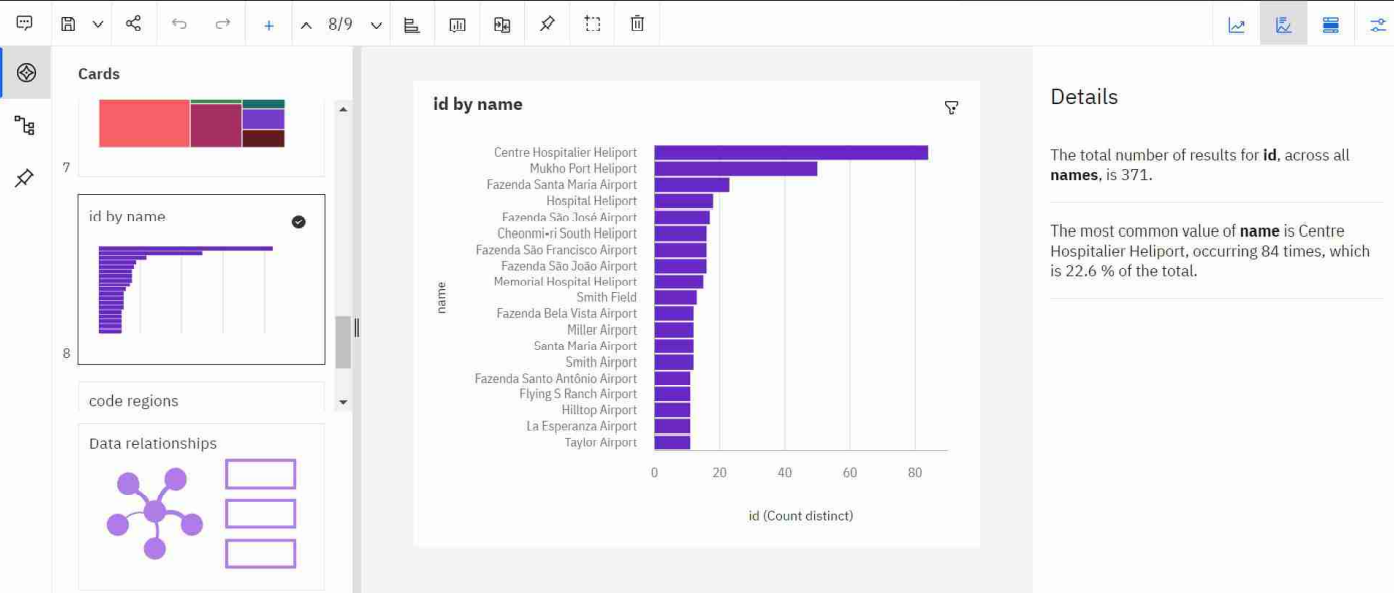 8/9
Cards
7
id by name
8
code regions
Data relationships
id by name
name
Centre Hospitalier Heliport
Mukho Port Heliport
Fazenda Santa Maria Airport
Hospital Heliport
Fazenda São José Airport
Cheonmi-ri South Heliport
Fazenda São Francisco Airport
Fazenda São João Airport
Memorial Hospital Heliport
Smith Field
Fazenda Bela Vista Airport
Miller Airport
Santa Maria Airport
Smith Airport
Fazenda Santo Antônio Airport
Flying S Ranch Airport
Hilltop Airport
La Esperanza Airport
Taylor Airport
0 20 40 60 80
id (Count distinct)
Details
The total number of results for id, across all
names, is 371.
The most common value of name is Centre
Hospitalier Heliport, occurring 84 times, which
is 22.6 % of the total.